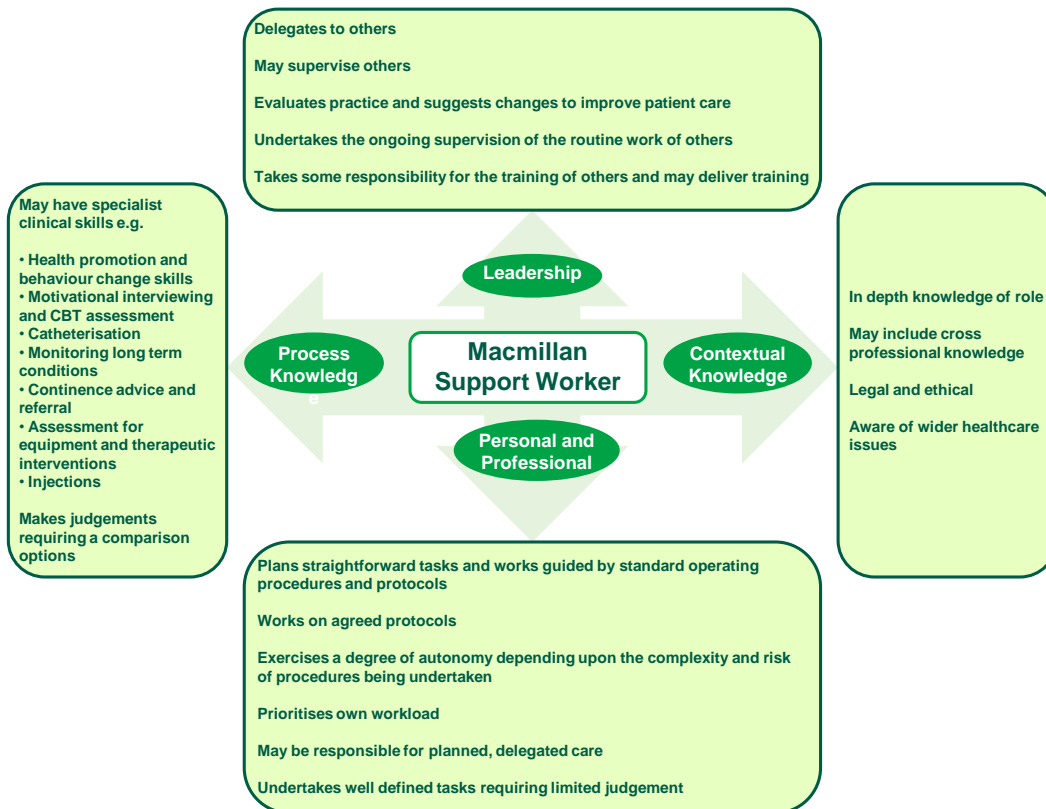 Delegates to others
May supervise others
Evaluates practice and suggests changes to improve patient care
Undertakes the ongoing supervision of the routine work of others
Takes some responsibility for the training of others and may deliver training
May have specialist
clinical skills e.g.
• Health promotion and
behaviour change skills
• Motivational interviewing
and CBT assessment
• Catheterisation
• Monitoring long term
conditions
• Continence advice and
referral
• Assessment for
equipment and therapeutic
interventions
• Injections
Makes judgements
requiring a comparison
options
Leadership
Process
Knowledg
e
Macmillan
Support Worker
Contextual
Knowledge
Personal and
Professional
In depth knowledge of role
May include cross
professional knowledge
Legal and ethical
Aware of wider healthcare
issues
Plans straightforward tasks and works guided by standard operating
procedures and protocols
Works on agreed protocols
Exercises a degree of autonomy depending upon the complexity and risk
of procedures being undertaken
Prioritises own workload
May be responsible for planned, delegated care
Undertakes well defined tasks requiring limited judgement